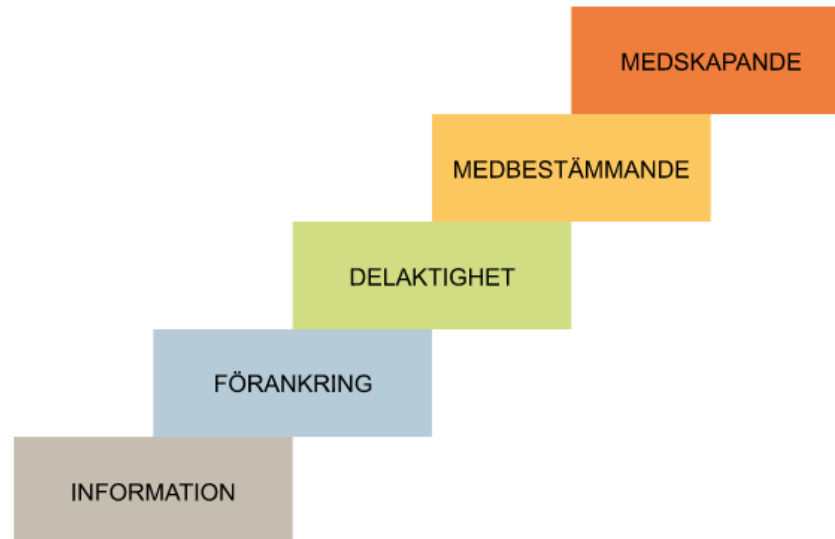 MEDSKAPANDE
MEDBESTÄMMANDE
DELAKTIGHET
FÖRANKRING
INFORMATION